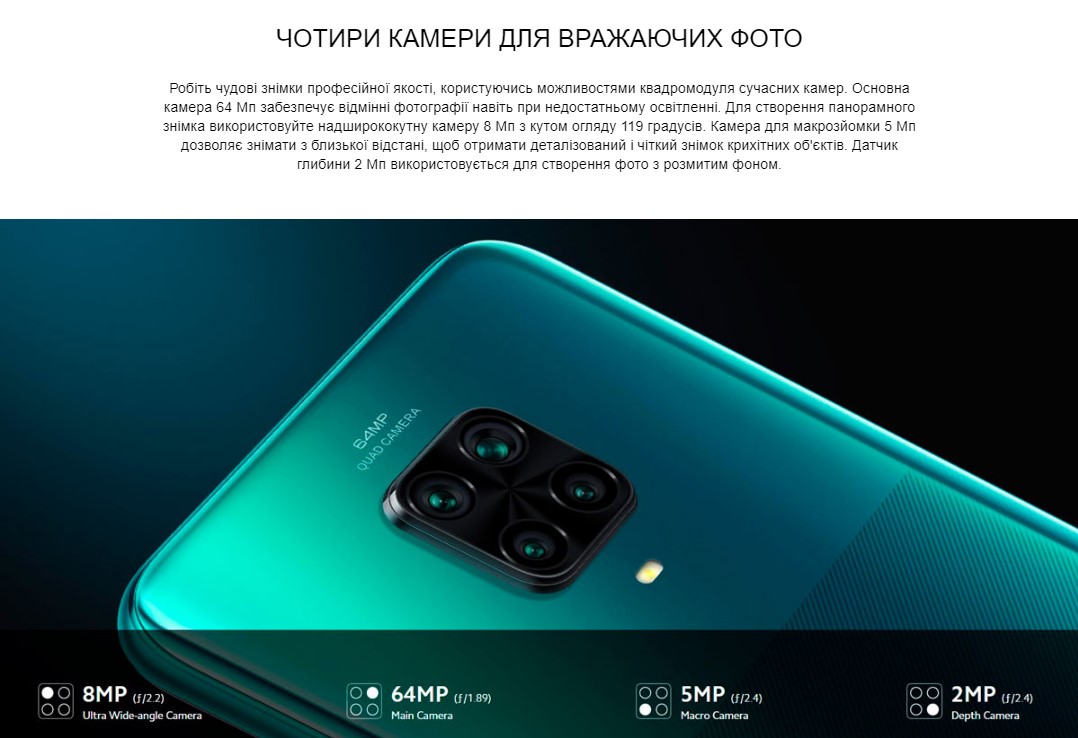 ЧОТИРИ КАМЕРИ ДЛЯ ВРАЖАЮЧИХ ФОТО
Робіть чудові знімки професійної якості, користуючись можливостями квадромодуля сучасних камер. Основна
камера 64 Мп забезпечує відмінні фотографії навіть при недостатньому освітленні. Для створення панорамного
знімка використовуйте надширококутну камеру 8 Мп з кутом огляду 119 градусів. Камера для макрозйомки 5 Мп
дозволяє знімати з близької відстані, щоб отримати деталізований і чіткий знімок крихітних об'єктів. Датчик
глибини 2 Мп використовується для створення фото з розмитим фоном.
64MP
QUAD CAMERA
8MP (ƒ/2.2)
Ultra Wide-angle Camera
64MP (ƒ/1.89)
Main Camera
5MP (ƒ/2.4)
Macro Camera
2MP (ƒ/2.4)
Depth Camera